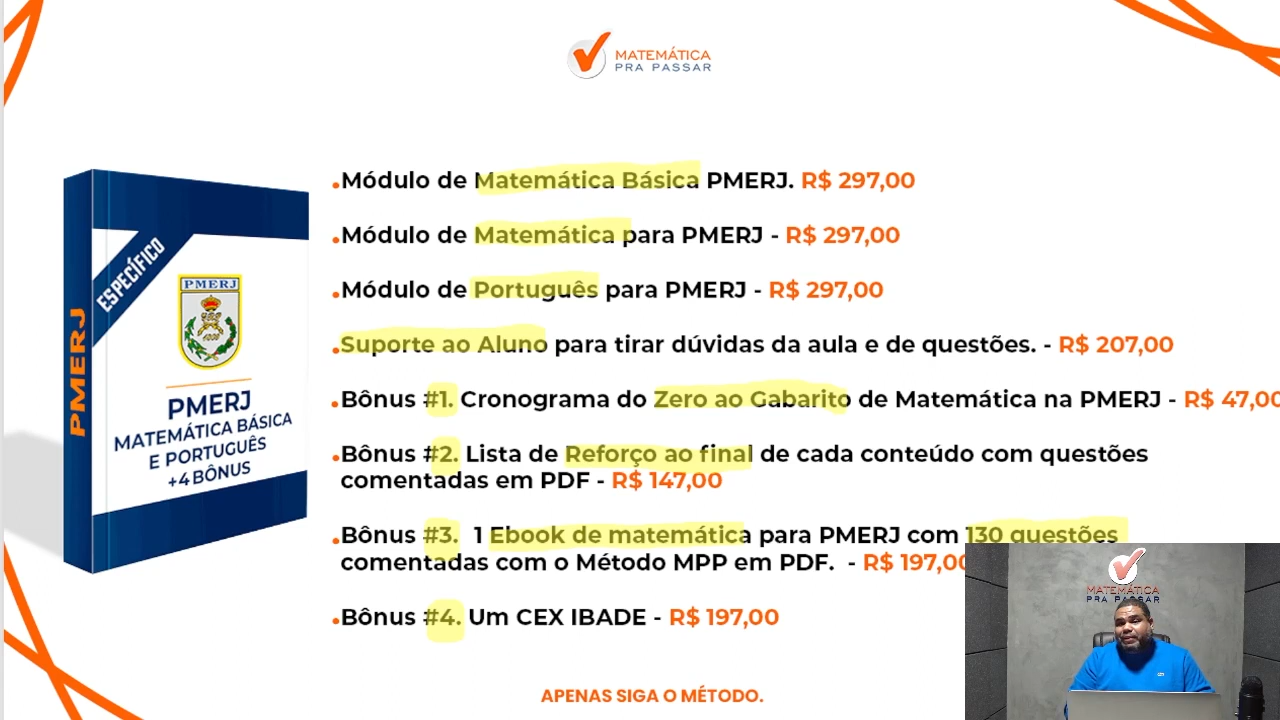 MATEMÁTICA
PRA PASSAR
.Módulo de Matemática Básica PMERJ. R$ 297,00
.Módulo de Matemática para PMERJ - R$ 297,00
.Módulo de Português para PMERJ - R$ 297,00
.Suporte ao Aluno para tirar dúvidas da aula e de questões. - R$ 207,00
.Bônus #1. Cronograma do Zero ao Gabarito de Matemática na PMERJ - R$ 47,00
.Bônus #2. Lista de Reforço ao final de cada conteúdo com questões
comentadas em PDF - R$ 147,00
.Bônus #3. 1 Ebook de matemática para PMERJ com 130 questões
comentadas com o Método MPP em PDF. - R$ 197,00
.Bônus #4. Um CEX IBADE - R$ 197,00
APENAS SIGA O MÉTODO.
PMERJ
ESPECÍFICO
PMERJ
PMERJ
MATEMÁTICA BÁSICA
E PORTUGUÊS
+4 BÔNUS
MATEMÁTICA
PRA PASSAR